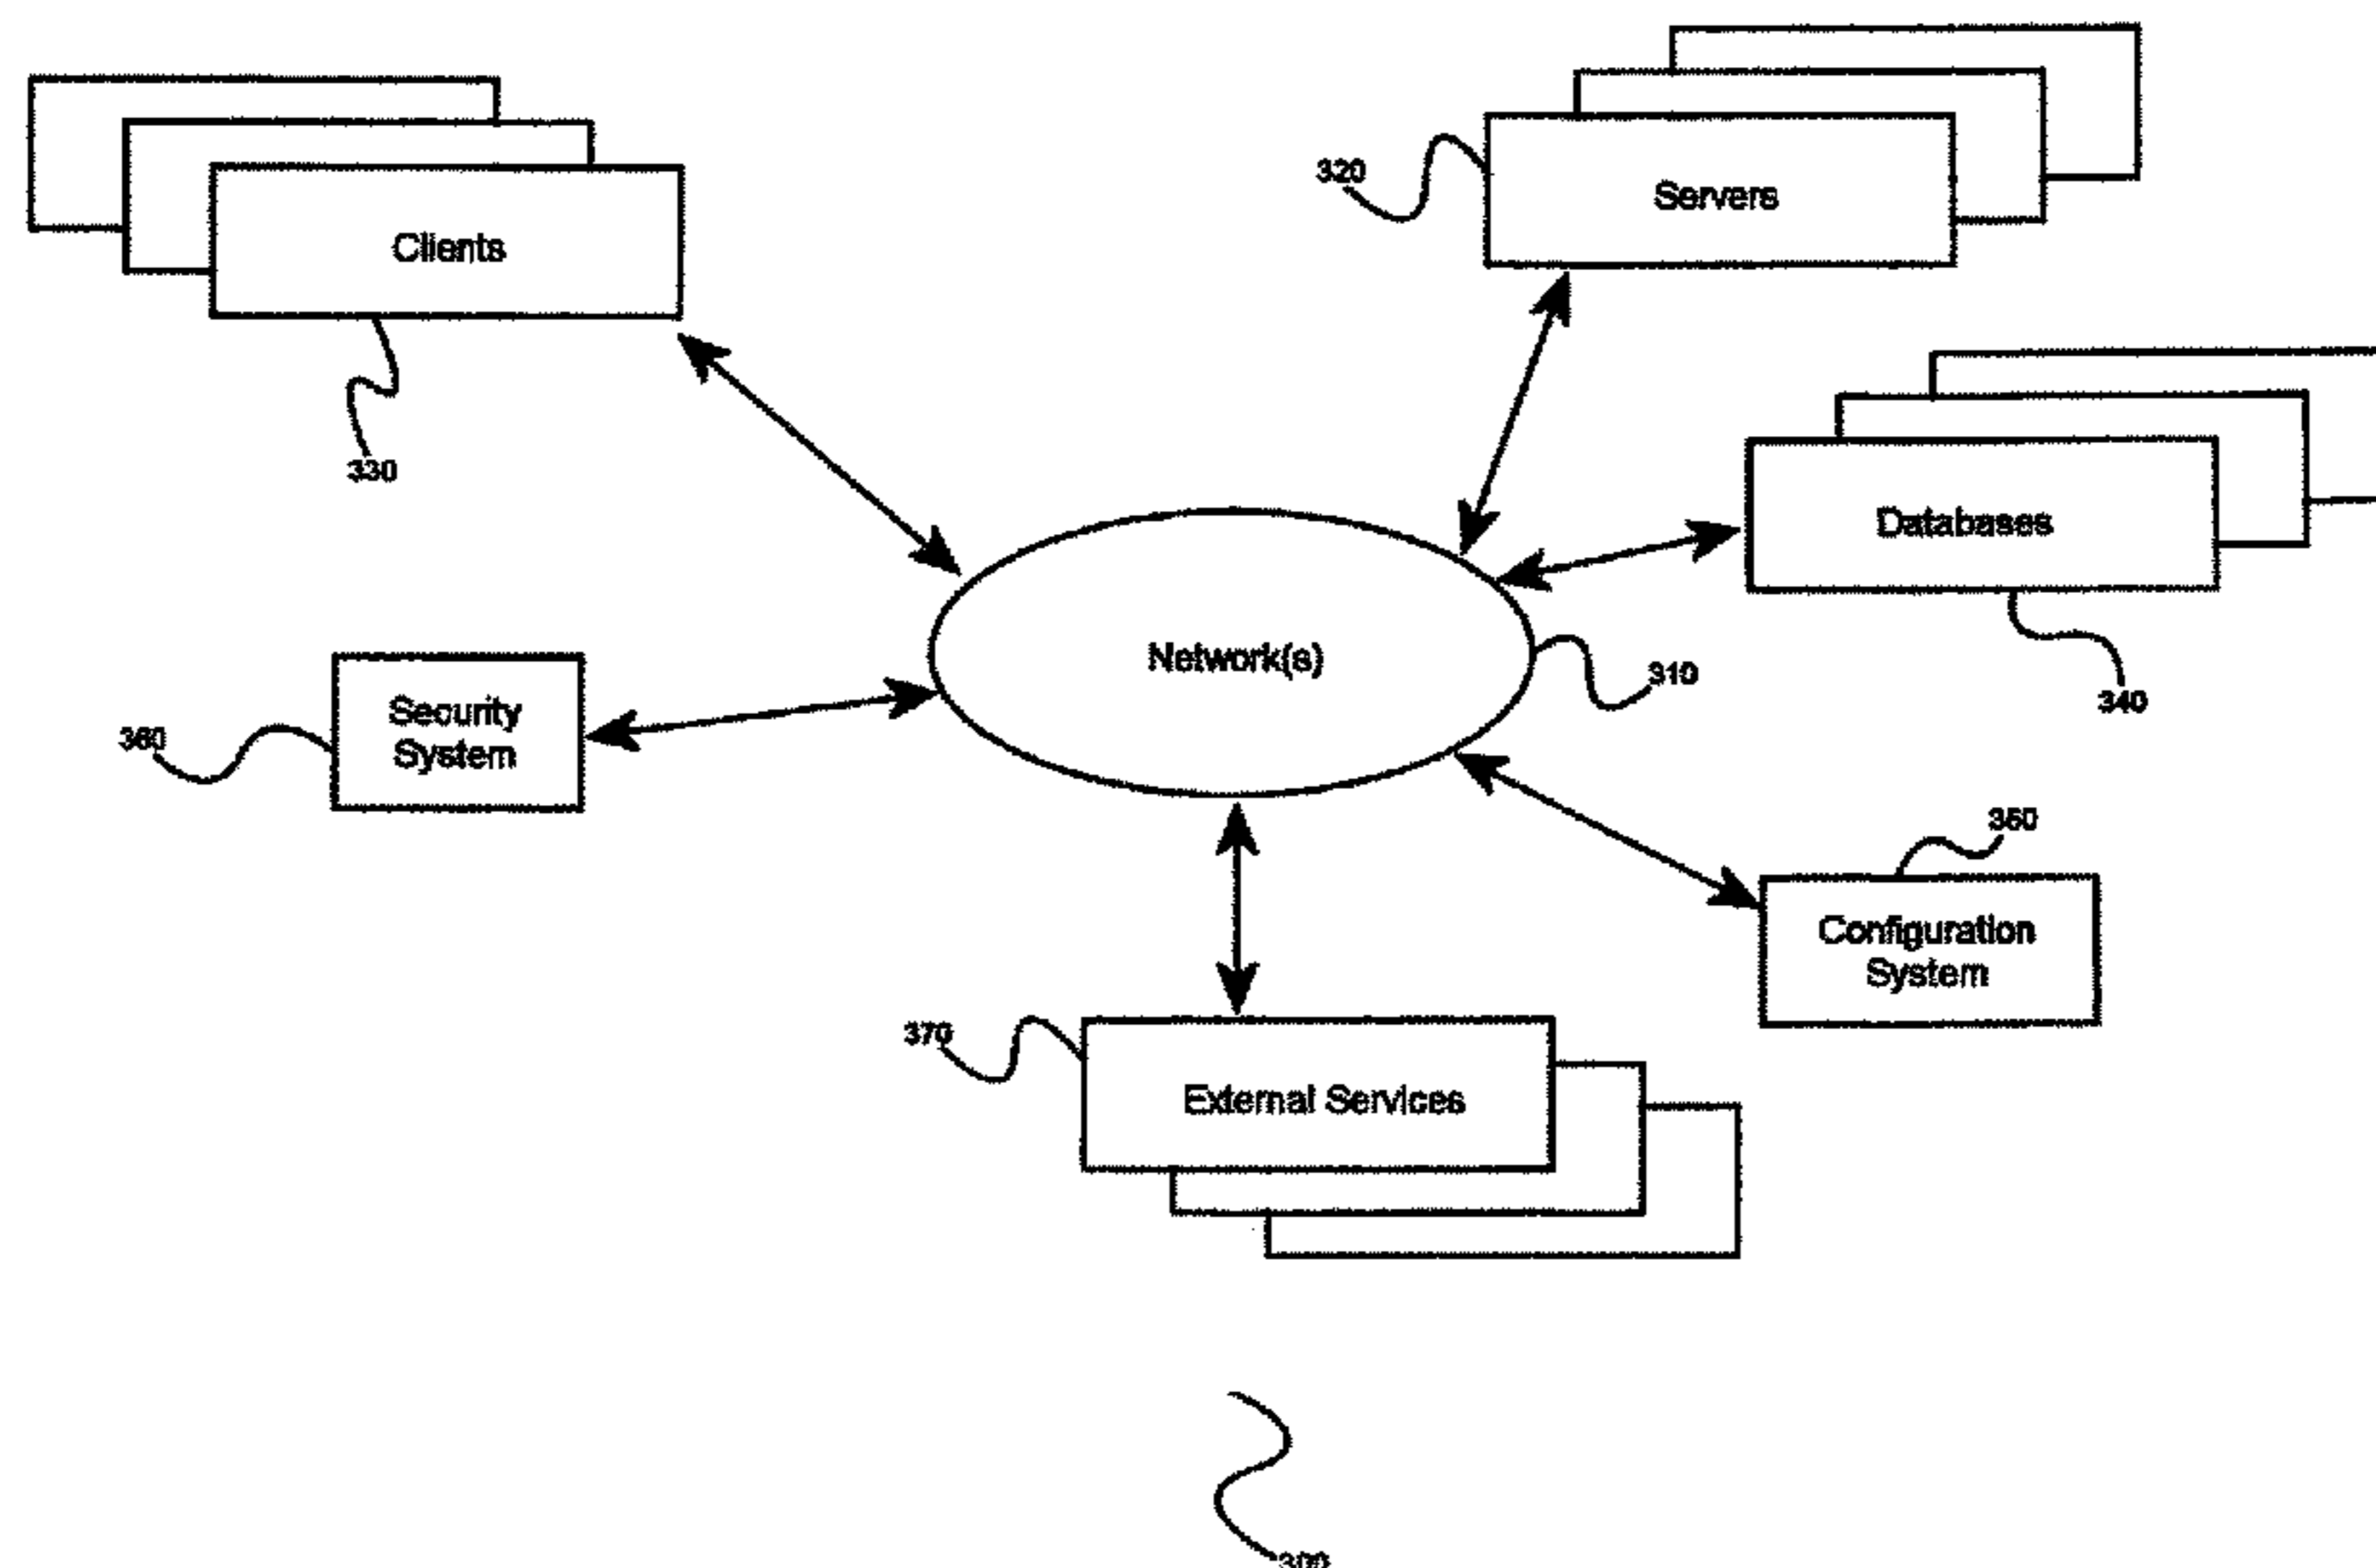 Servers
320
Clients
330
Databases
Network(s)
310
340
Security
System
360
350
Configuration
System
370
External Services
300